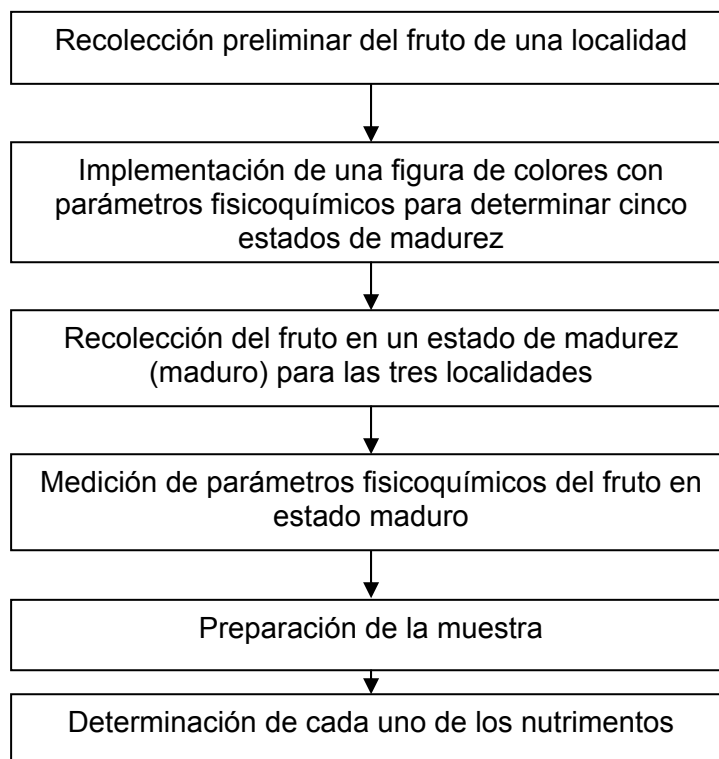 Recolección preliminar del fruto de una localidad
Implementación de una figura de colores con
parámetros fisicoquímicos para determinar cinco
estados de madurez
Recolección del fruto en un estado de madurez
(maduro) para las tres localidades
Medición de parámetros fisicoquímicos del fruto en
estado maduro
Preparación de la muestra
Determinación de cada uno de los nutrimentos